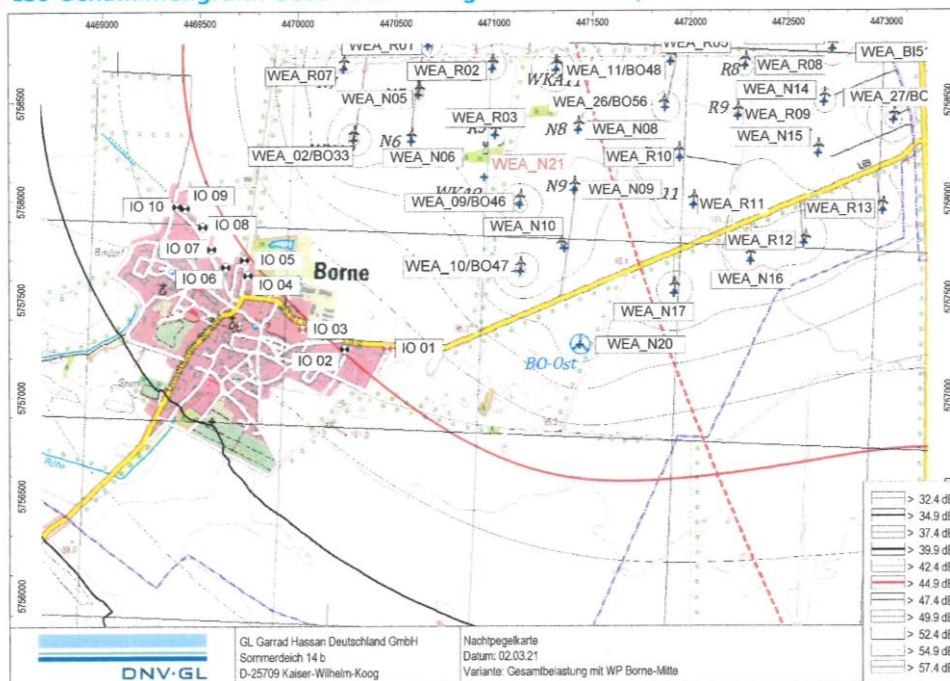 4469000 4469500 4470000 4470500 4471000 4471500 4472000 4472500 4473000
WEA_R01
WEA_R07
WEA_R02
WEA_11/BO48
R8
WEA_R08
WEA_BI51
WEA_N05
WEA_26/BO56
WEA_N14
R9
WEA_R09
WEA_27/BO
WEA_R03
N8
WEA_N08
WEA_02/BO33
N6
WEA_N06
WEA_N21
WEA_R10
WEA_N15
IO 09
IO 10
WEA_09/BO46
N9
WEA_N09
WEA_R11
WEA_R13
IO 08
WEA_N10
WEA_R12
IO 07
IO 05
Borne
WEA_10/BO47
WEA_N16
IO 06
IO 04
WEA_N17
IO 03
IO 02
IO 01
BO-Ost
WEA_N20
5758500
5758000
5757500
5757000
5756500
5756000
5758500
5758000
5757500
5757000
> 32.4 dB
> 34.9 dB
> 37.4 dB
> 39.9 dB
> 42.4 dB
> 44.9 dB
> 47.4 dB
> 49.9 dB
> 52.4 dB
> 54.9 dB
> 57.4 dB
DNV·GL
GL Garrad Hassan Deutschland GmbH
Sommerdeich 14 b
D-25709 Kaiser-Wilhelm-Koog
Nachtpegelkarte
Datum: 02.03.21
Variante: Gesamtbelastung mit WP Borne-Mitte